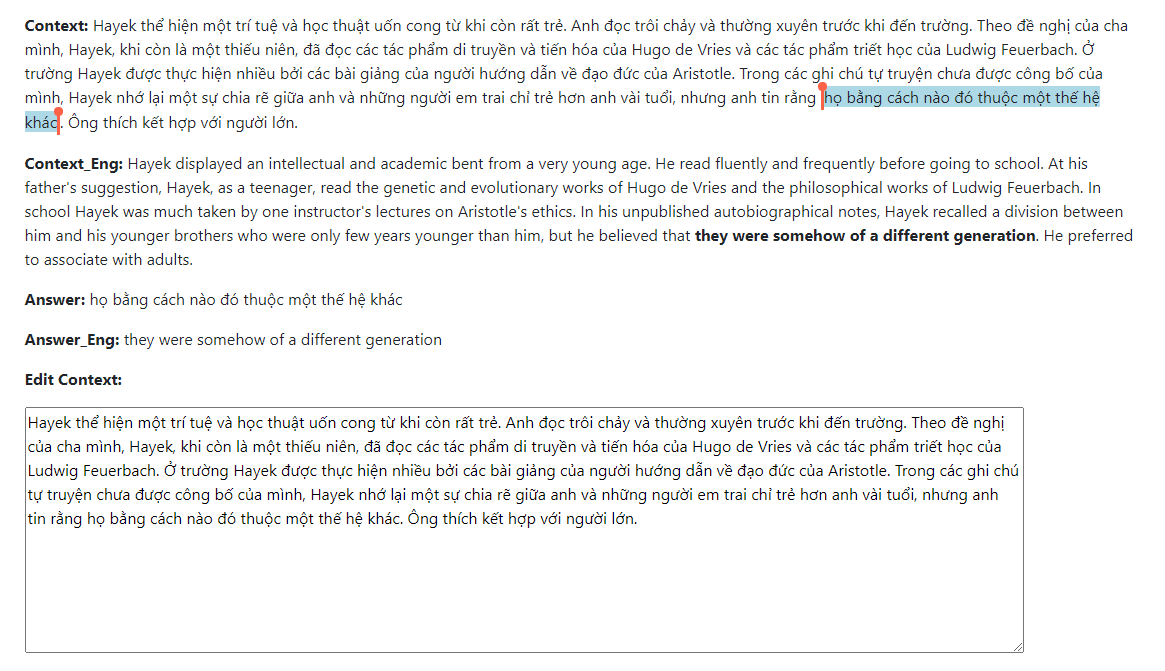 Context: Hayek thể hiện một trí tuệ và học thuật uốn cong từ khi còn rất trẻ. Anh đọc trôi chảy và thường xuyên trước khi đến trường. Theo đề nghị của cha
mình, Hayek, khi còn là một thiếu niên, đã đọc các tác phẩm di truyền và tiến hóa của Hugo de Vries và các tác phẩm triết học của Ludwig Feuerbach. Ở
trường Hayek được thực hiện nhiều bởi các bài giảng của người hướng dẫn về đạo đức của Aristotle. Trong các ghi chú tự truyện chưa được công bố của
mình, Hayek nhớ lại một sự chia rẽ giữa anh và những người em trai chỉ trẻ hơn anh vài tuổi, nhưng anh tin rằng họ bằng cách nào đó thuộc một thế hệ
khác. Ông thích kết hợp với người lớn.
Context_Eng: Hayek displayed an intellectual and academic bent from a very young age. He read fluently and frequently before going to school. At his
father's suggestion, Hayek, as a teenager, read the genetic and evolutionary works of Hugo de Vries and the philosophical works of Ludwig Feuerbach. In
school Hayek was much taken by one instructor's lectures on Aristotle's ethics. In his unpublished autobiographical notes, Hayek recalled a division between
him and his younger brothers who were only few years younger than him, but he believed that they were somehow of a different generation. He preferred
to associate with adults.
Answer: họ bằng cách nào đó thuộc một thế hệ khác
Answer_Eng: they were somehow of a different generation
Edit Context:
Hayek thể hiện một trí tuệ và học thuật uốn cong từ khi còn rất trẻ. Anh đọc trôi chảy và thường xuyên trước khi đến trường. Theo đề nghị
của cha mình, Hayek, khi còn là một thiếu niên, đã đọc các tác phẩm di truyền và tiến hóa của Hugo de Vries và các tác phẩm triết học của
Ludwig Feuerbach. Ở trường Hayek được thực hiện nhiều bởi các bài giảng của người hướng dẫn về đạo đức của Aristotle. Trong các ghi chú
tự truyện chưa được công bố của mình, Hayek nhớ lại một sự chia rẽ giữa anh và những người em trai chỉ trẻ hơn anh vài tuổi, nhưng anh
tin rằng họ bằng cách nào đó thuộc một thế hệ khác. Ông thích kết hợp với người lớn.